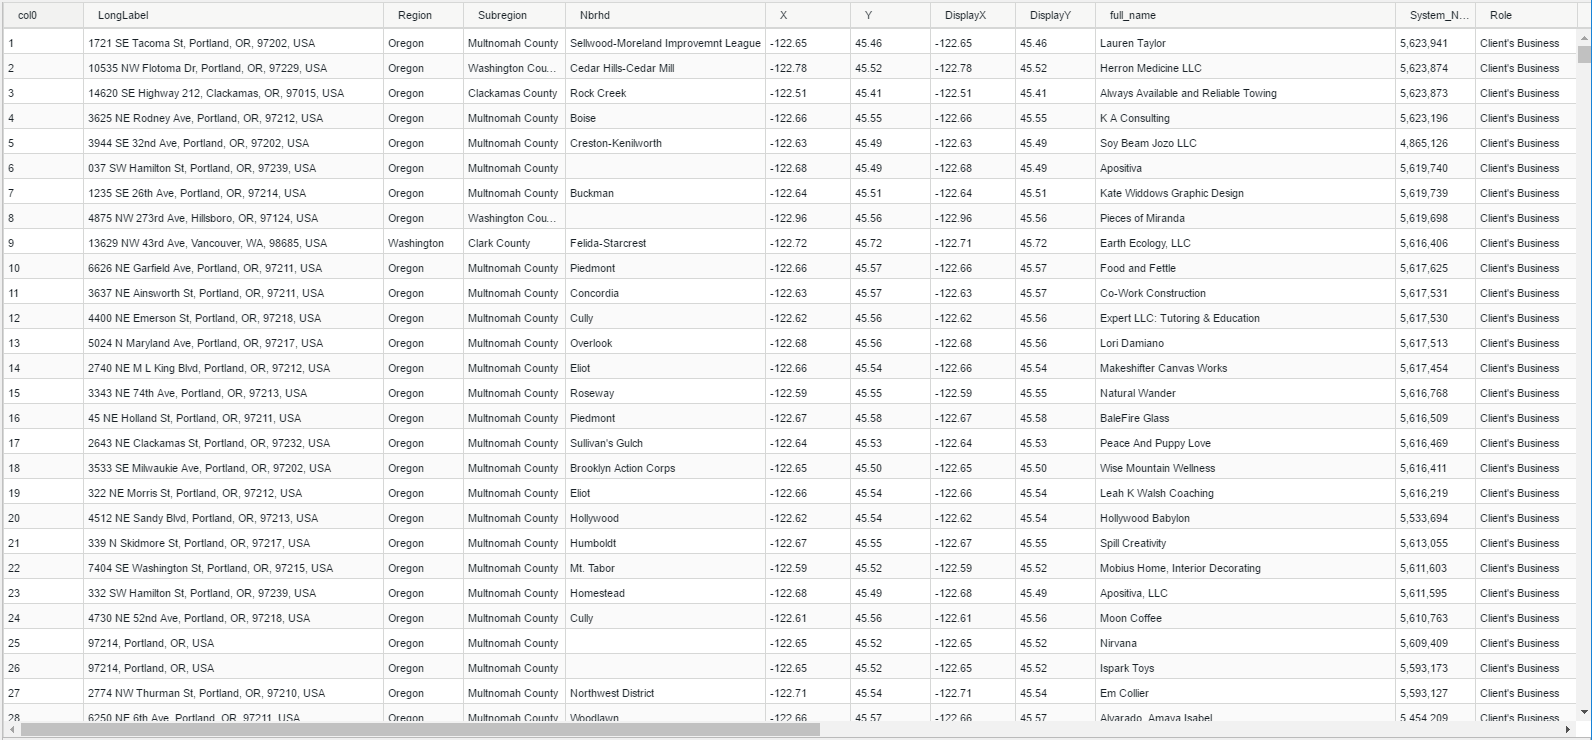 col0 LongLabel Region Subregion Nbrhd X Y DisplayX DisplayY full_name System_N... Role
1 1721 SE Tacoma St, Portland, OR, 97202, USA Oregon Multnomah County Sellwood-Moreland Improvemnt League -122.65 45.46 -122.65 45.46 Lauren Taylor 5,623,941 Client's Business
2 10535 NW Flotoma Dr, Portland, OR, 97229, USA Oregon Washington Cou... Cedar Hills-Cedar Mill -122.78 45.52 -122.78 45.52 Herron Medicine LLC 5,623,874 Client's Business
3 14620 SE Highway 212, Clackamas, OR, 97015, USA Oregon Clackamas County Rock Creek -122.51 45.41 -122.51 45.41 Always Available and Reliable Towing 5,623,873 Client's Business
4 3625 NE Rodney Ave, Portland, OR, 97212, USA Oregon Multnomah County Boise -122.66 45.55 -122.66 45.55 K A Consulting 5,623,196 Client's Business
5 3944 SE 32nd Ave, Portland, OR, 97202, USA Oregon Multnomah County Creston-Kenilworth -122.63 45.49 -122.63 45.49 Soy Beam Jozo LLC 4,865,126 Client's Business
6 037 SW Hamilton St, Portland, OR, 97239, USA Oregon Multnomah County -122.68 45.49 -122.68 45.49 Apositiva 5,619,740 Client's Business
7 1235 SE 26th Ave, Portland, OR, 97214, USA Oregon Multnomah County Buckman -122.64 45.51 -122.64 45.51 Kate Widdows Graphic Design 5,619,739 Client's Business
8 4875 NW 273rd Ave, Hillsboro, OR, 97124, USA Oregon Washington Cou... -122.96 45.56 -122.96 45.56 Pieces of Miranda 5,619,698 Client's Business
9 13629 NW 43rd Ave, Vancouver, WA, 98685, USA Washington Clark County Felida-Starcrest -122.72 45.72 -122.71 45.72 Earth Ecology, LLC 5,616,406 Client's Business
10 6626 NE Garfield Ave, Portland, OR, 97211, USA Oregon Multnomah County Piedmont -122.66 45.57 -122.66 45.57 Food and Fettle 5,617,625 Client's Business
11 3637 NE Ainsworth St, Portland, OR, 97211, USA Oregon Multnomah County Concordia -122.63 45.57 -122.63 45.57 Co-Work Construction 5,617,531 Client's Business
12 4400 NE Emerson St, Portland, OR, 97218, USA Oregon Multnomah County Cully -122.62 45.56 -122.62 45.56 Expert LLC: Tutoring & Education 5,617,530 Client's Business
13 5024 N Maryland Ave, Portland, OR, 97217, USA Oregon Multnomah County Overlook -122.68 45.56 -122.68 45.56 Lori Damiano 5,617,513 Client's Business
14 2740 NE M L King Blvd, Portland, OR, 97212, USA Oregon Multnomah County Eliot -122.66 45.54 -122.66 45.54 Makeshifter Canvas Works 5,617,454 Client's Business
15 3343 NE 74th Ave, Portland, OR, 97213, USA Oregon Multnomah County Roseway -122.59 45.55 -122.59 45.55 Natural Wander 5,616,768 Client's Business
16 45 NE Holland St, Portland, OR, 97211, USA Oregon Multnomah County Piedmont -122.67 45.58 -122.67 45.58 BaleFire Glass 5,616,509 Client's Business
17 2643 NE Clackamas St, Portland, OR, 97232, USA Oregon Multnomah County Sullivan's Gulch -122.64 45.53 -122.64 45.53 Peace And Puppy Love 5,616,469 Client's Business
18 3533 SE Milwaukie Ave, Portland, OR, 97202, USA Oregon Multnomah County Brooklyn Action Corps -122.65 45.50 -122.65 45.50 Wise Mountain Wellness 5,616,411 Client's Business
19 322 NE Morris St, Portland, OR, 97212, USA Oregon Multnomah County Eliot -122.66 45.54 -122.66 45.54 Leah K Walsh Coaching 5,616,219 Client's Business
20 4512 NE Sandy Blvd, Portland, OR, 97213, USA Oregon Multnomah County Hollywood -122.62 45.54 -122.62 45.54 Hollywood Babylon 5,533,694 Client's Business
21 339 N Skidmore St, Portland, OR, 97217, USA Oregon Multnomah County Humboldt -122.67 45.55 -122.67 45.55 Spill Creativity 5,613,055 Client's Business
22 7404 SE Washington St, Portland, OR, 97215, USA Oregon Multnomah County Mt. Tabor -122.59 45.52 -122.59 45.52 Mobius Home, Interior Decorating 5,611,603 Client's Business
23 332 SW Hamilton St, Portland, OR, 97239, USA Oregon Multnomah County Homestead -122.68 45.49 -122.68 45.49 Apositiva, LLC 5,611,595 Client's Business
24 4730 NE 52nd Ave, Portland, OR, 97218, USA Oregon Multnomah County Cully -122.61 45.56 -122.61 45.56 Moon Coffee 5,610,763 Client's Business
25 97214, Portland, OR, USA Oregon Multnomah County -122.65 45.52 -122.65 45.52 Nirvana 5,609,409 Client's Business
26 97214, Portland, OR, USA Oregon Multnomah County -122.65 45.52 -122.65 45.52 Ispark Toys 5,593,173 Client's Business
27 2774 NW Thurman St, Portland, OR, 97210, USA Oregon Multnomah County Northwest District -122.71 45.54 -122.71 45.54 Em Collier 5,593,127 Client's Business
28 6250 NE 6th Ave, Portland, OR, 97211, USA Oregon Multnomah County Woodlawn -122.66 45.57 -122.66 45.57 Alvarado, Amaya Isabel 5,454,209 Client's Business